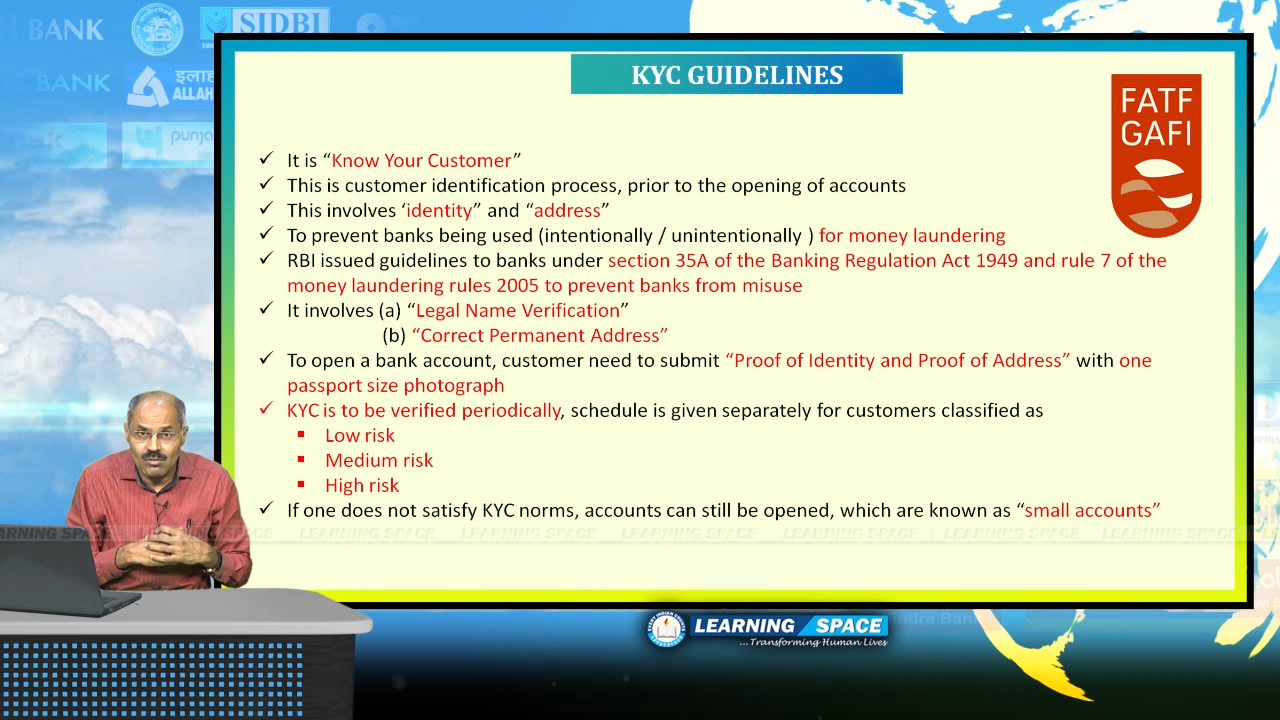 BANK
SIDBI
KYC GUIDELINES
FATF
GAFI
BANK
इलाह
ALLAH
punja
✓ It is “Know Your Customer”
✓ This is customer identification process, prior to the opening of accounts
✓ This involves ‘identity” and “address”
✓ To prevent banks being used (intentionally / unintentionally ) for money laundering
✓ RBI issued guidelines to banks under section 35A of the Banking Regulation Act 1949 and rule 7 of the
money laundering rules 2005 to prevent banks from misuse
✓ It involves (a) “Legal Name Verification”
(b) “Correct Permanent Address”
✓ To open a bank account, customer need to submit “Proof of Identity and Proof of Address” with one
passport size photograph
✓ KYC is to be verified periodically, schedule is given separately for customers classified as
▪ Low risk
▪ Medium risk
▪ High risk
✓ If one does not satisfy KYC norms, accounts can still be opened, which are known as “small accounts”
LEARNING SPACE
...Transforming Human Lives